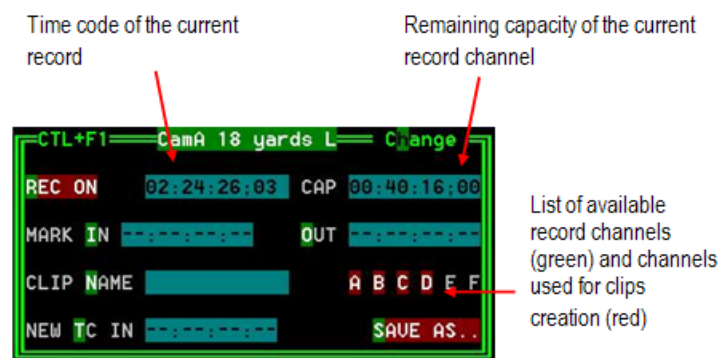 Time code of the current
record
Remaining capacity of the current
record channel
CTL+F1 CamA 18 yards L Change
REC ON 02:24:26;03 CAP 00:40:16;00
MARK IN --:--:--:-- OUT --:--:--:--
CLIP NAME A B C D E F
NEW TC IN --:--:--:-- SAVE AS..
List of available
record channels
(green) and channels
used for clips
creation (red)